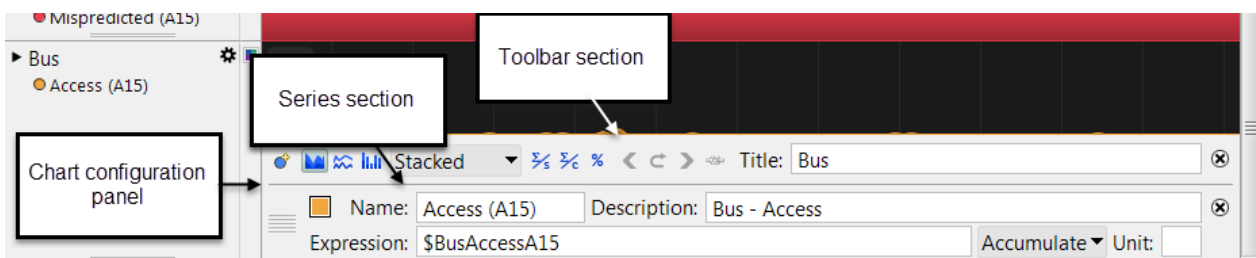 Mispredicted (A15)
Bus
Access (A15)
Toolbar section
Series section
Chart configuration
panel
Stacked Σ/s Σ/c % Title: Bus
Name: Access (A15) Description: Bus - Access
Expression: $BusAccessA15 Accumulate Unit: